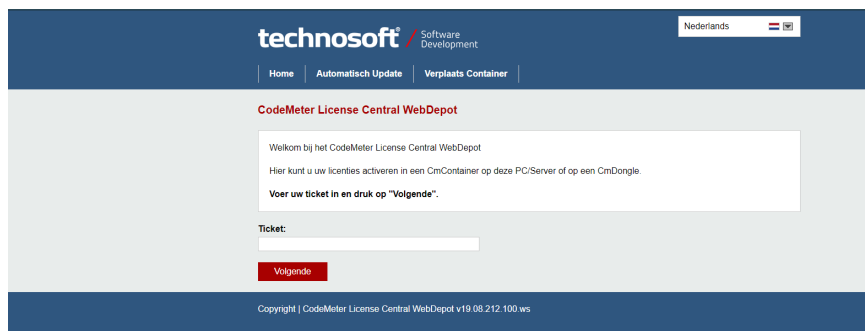 technosoft® / Software Development
Nederlands
Home Automatisch Update Verplaats Container
CodeMeter License Central WebDepot
Welkom bij het CodeMeter License Central WebDepot
Hier kunt u uw licenties activeren in een CmContainer op deze PC/Server of op een CmDongle.
Voer uw ticket in en druk op "Volgende".
Ticket:
Volgende
Copyright | CodeMeter License Central WebDepot v19.08.212.100.ws